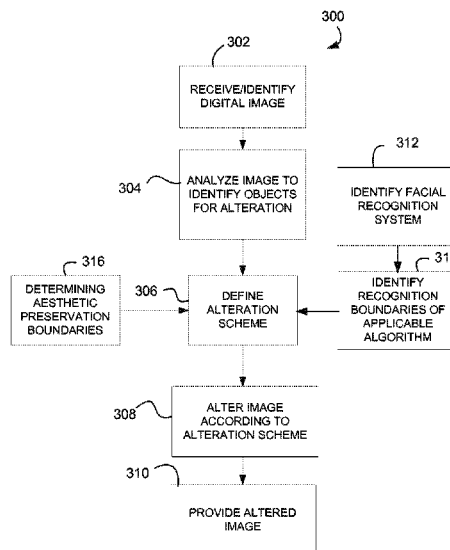 300
302
RECEIVE/IDENTIFY
DIGITAL IMAGE
304
ANALYZE IMAGE TO
IDENTIFY OBJECTS
FOR ALTERATION
312
IDENTIFY FACIAL
RECOGNITION
SYSTEM
316
DETERMINING
AESTHETIC
PRESERVATION
BOUNDARIES
306
DEFINE
ALTERATION
SCHEME
31
IDENTIFY
RECOGNITION
BOUNDARIES OF
APPLICABLE
ALGORITHM
308
ALTER IMAGE
ACCORDING TO
ALTERATION SCHEME
310
PROVIDE ALTERED
IMAGE